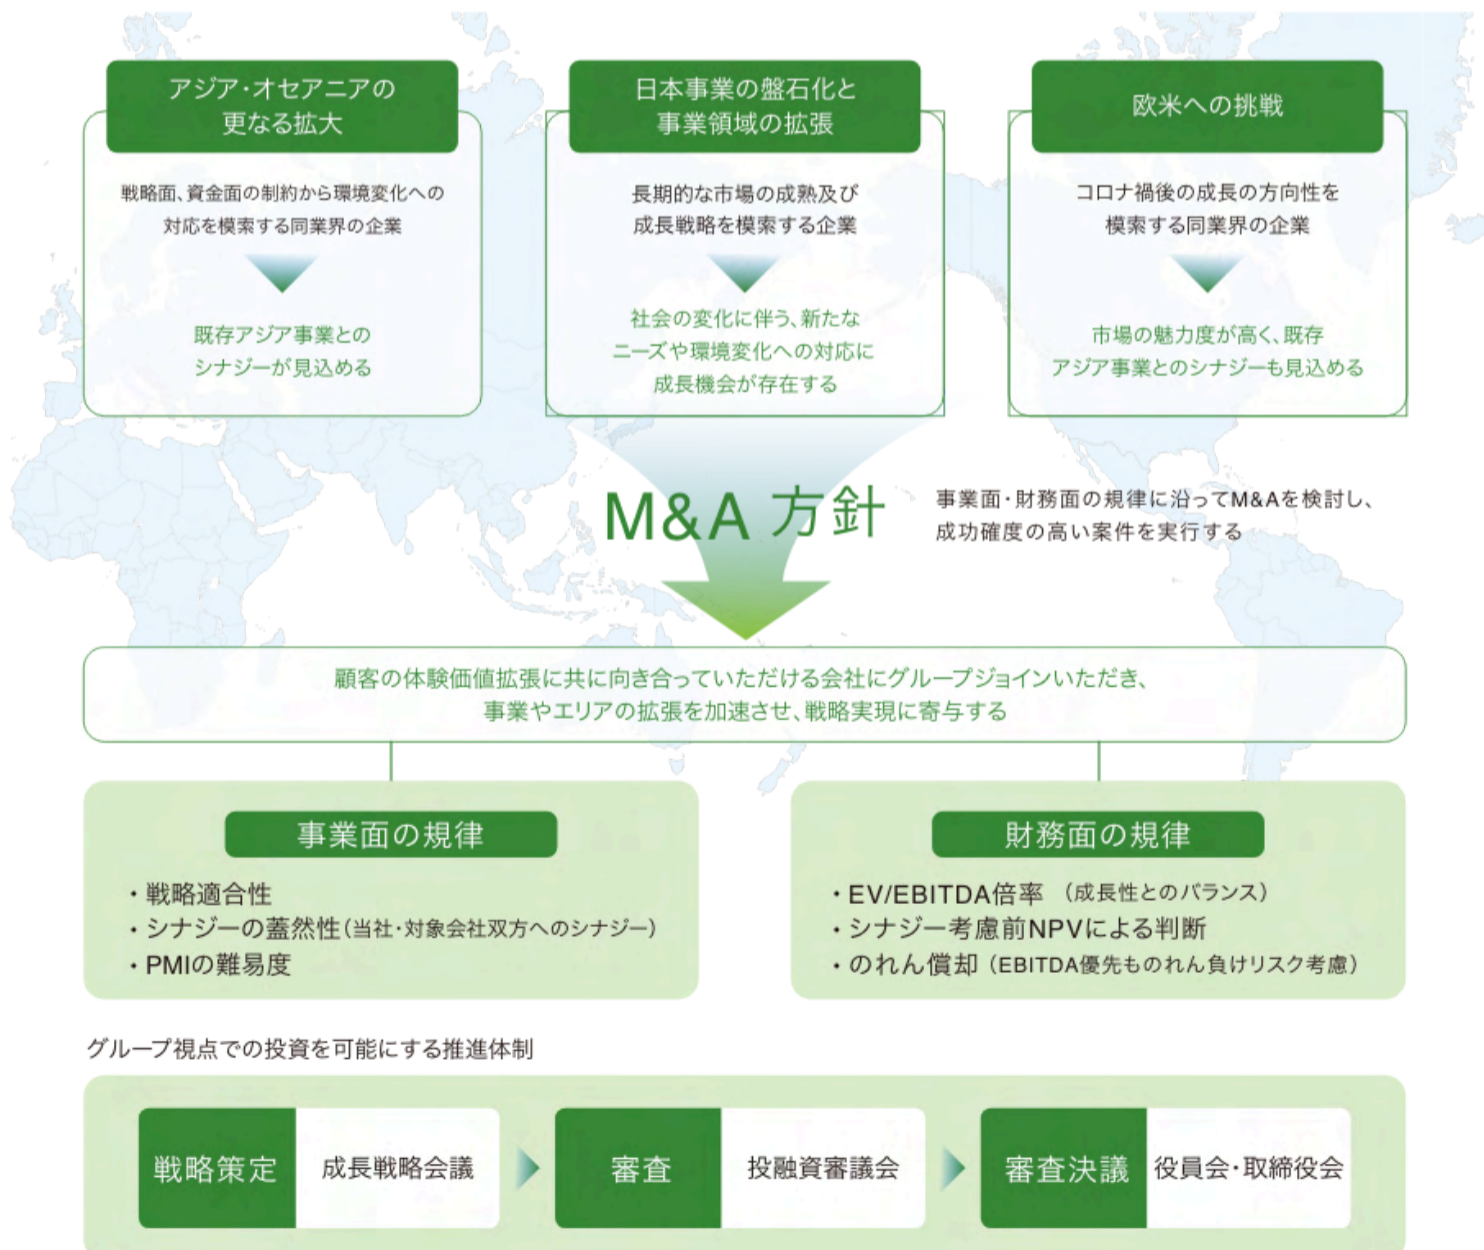 アジア・オセアニアの
更なる拡大
戦略面、資金面の制約から環境変化への
対応を模索する同業界の企業
既存アジア事業との
シナジーが見込める
日本事業の盤石化と
事業領域の拡張
長期的な市場の成熟及び
成長戦略を模索する企業
社会の変化に伴う、新たな
ニーズや環境変化への対応に
成長機会が存在する
欧米への挑戦
コロナ禍後の成長の方向性を
模索する同業界の企業
市場の魅力度が高く、既存
アジア事業とのシナジーも見込める
M&A 方針
事業面・財務面の規律に沿ってM&Aを検討し、
成功確度の高い案件を実行する
顧客の体験価値拡張に共に向き合っていただける会社にグループジョインいただき、
事業やエリアの拡張を加速させ、戦略実現に寄与する
事業面の規律
・戦略適合性
・シナジーの蓋然性(当社・対象会社双方へのシナジー)
・PMIの難易度
財務面の規律
・EV/EBITDA倍率 (成長性とのバランス)
・シナジー考慮前NPVによる判断
・のれん償却(EBITDA優先ものれん負けリスク考慮)
グループ視点での投資を可能にする推進体制
戦略策定 成長戦略会議
審査 投融資審議会
審査決議 役員会・取締役会